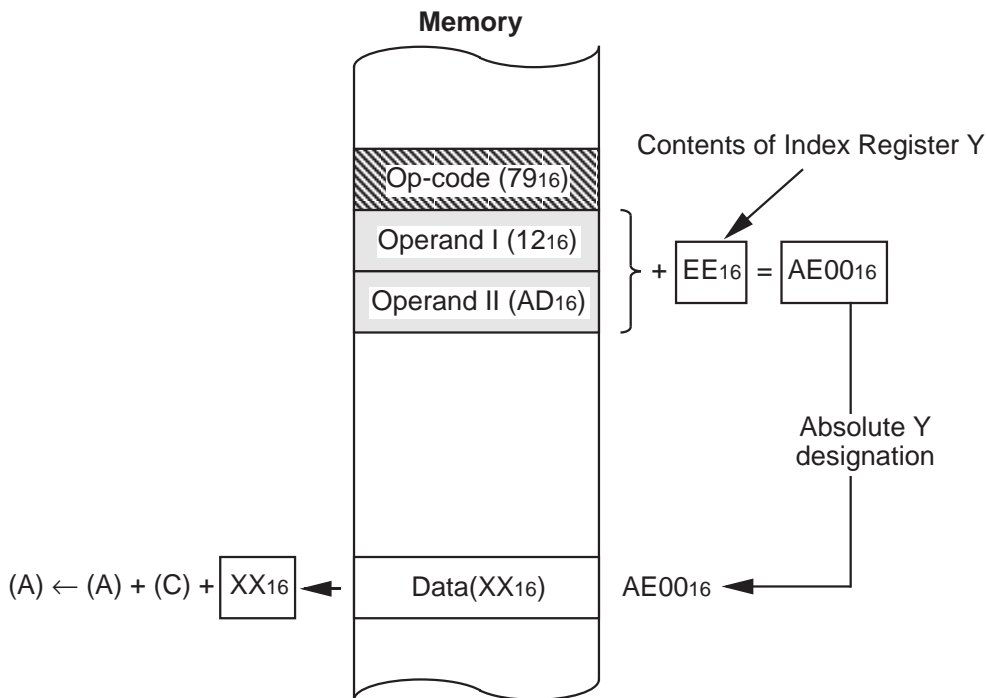 Memory
Contents of Index Register Y
Op-code (79₁₆)
Operand I (12₁₆)
+ EE₁₆ = AE00₁₆
Operand II (AD₁₆)
Absolute Y
designation
(A) ← (A) + (C) + XX₁₆
Data(XX₁₆)
AE00₁₆